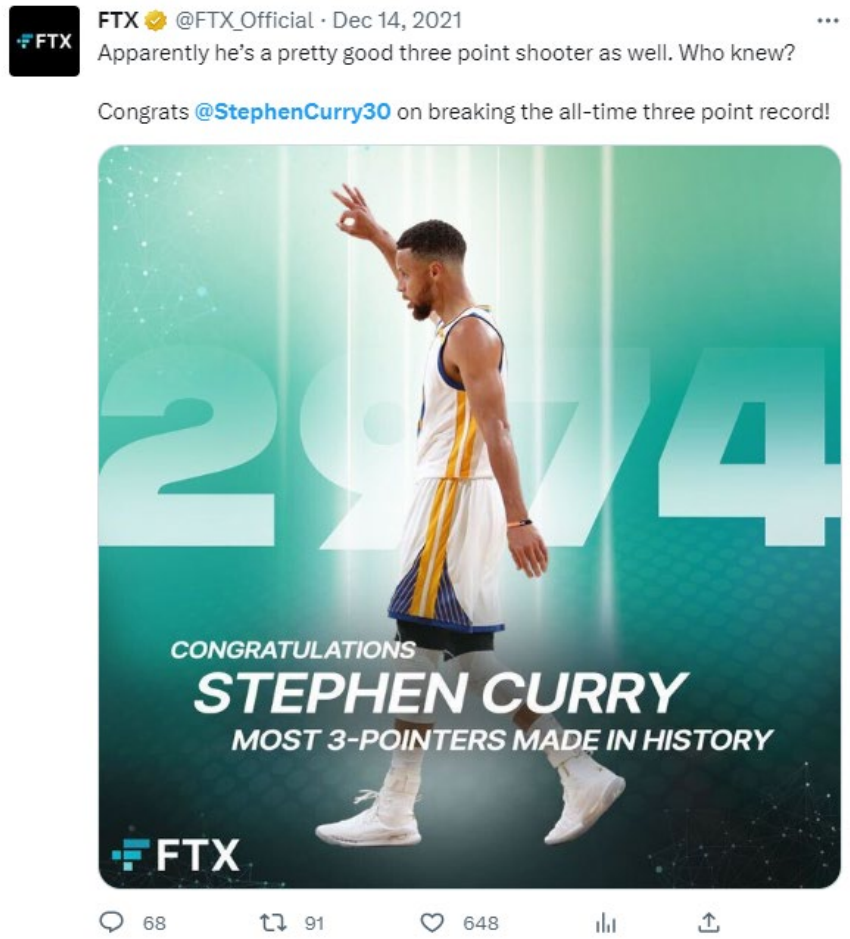 FTX
FTX @FTX_Official · Dec 14, 2021
Apparently he’s a pretty good three point shooter as well. Who knew?
Congrats @StephenCurry30 on breaking the all-time three point record!
2974
CONGRATULATIONS
STEPHEN CURRY
MOST 3-POINTERS MADE IN HISTORY
FTX
68 91 648